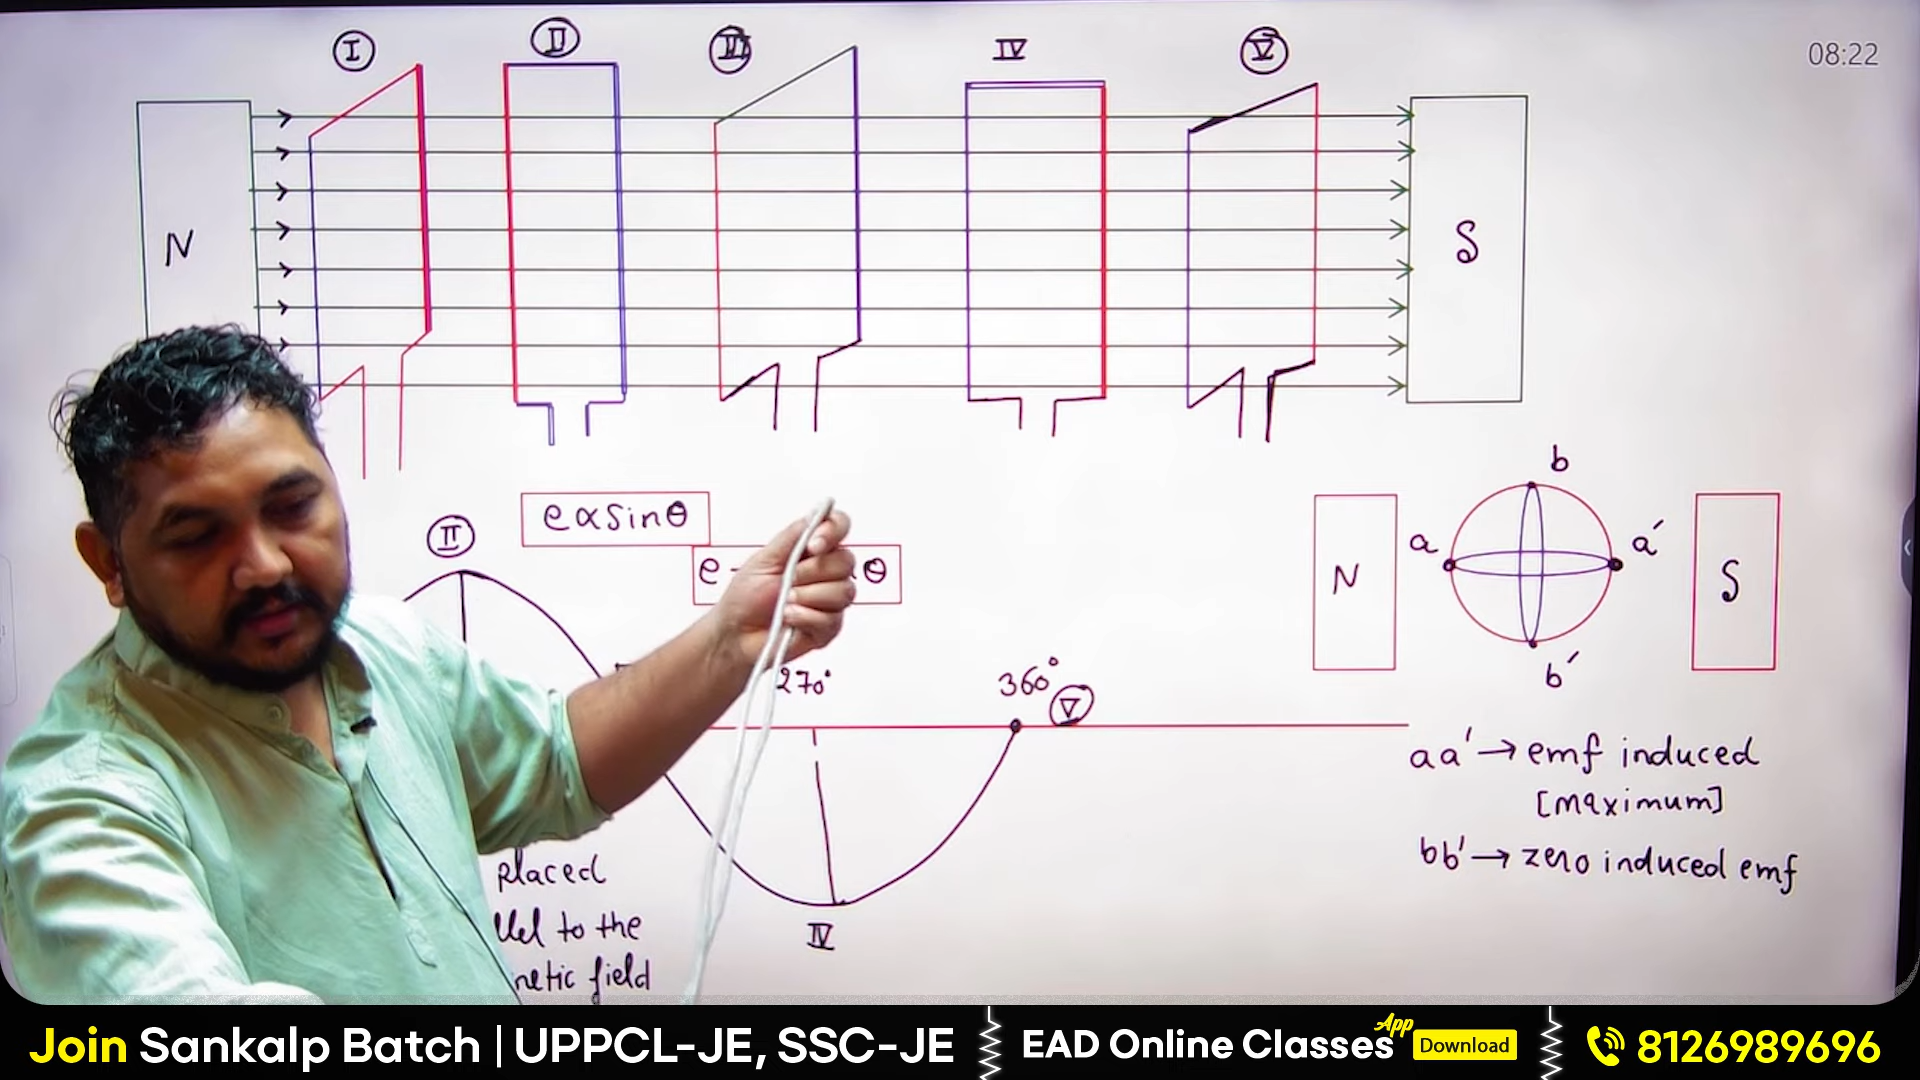 I II III IV V
08:22
N S
e α sinθ
II
e θ
b
a a′
N S
b′
270° 360° V
aa′ → emf induced
[maximum]
bb′ → zero induced emf
IV
placed
to the
field
Join Sankalp Batch | UPPCL-JE, SSC-JE EAD Online Classes App Download 8126989696